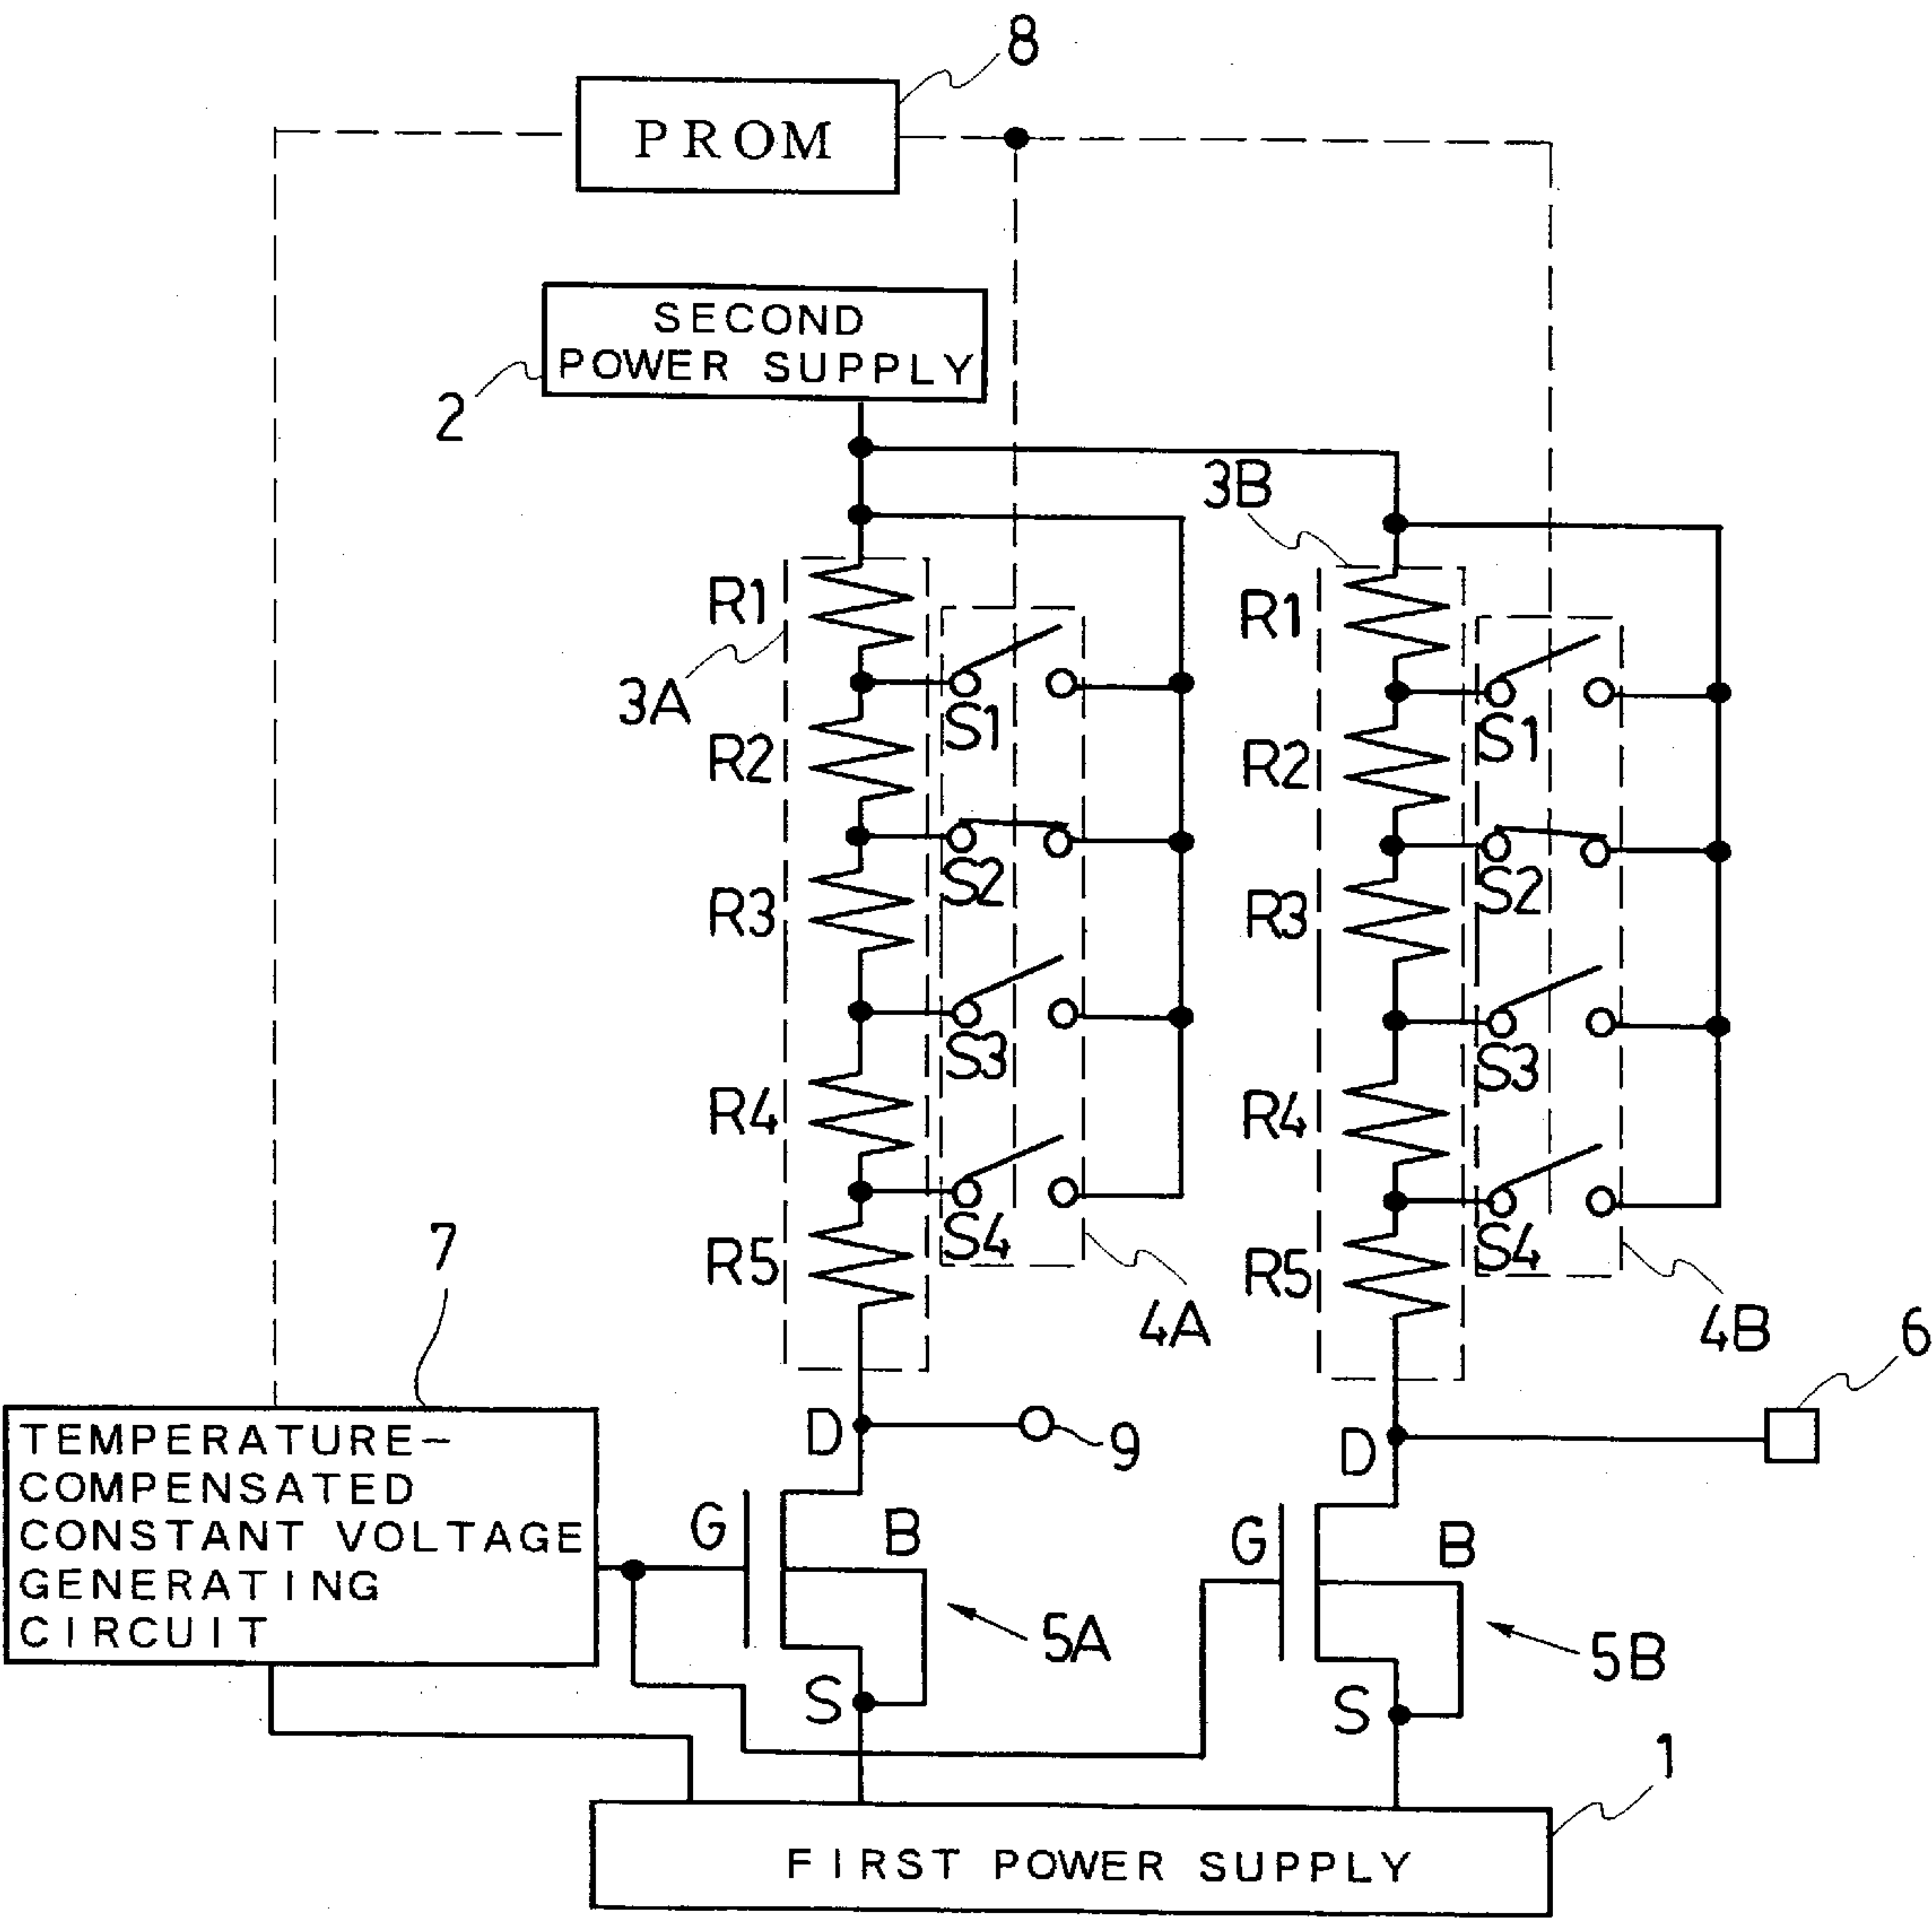 8
PROM
SECOND
POWER SUPPLY
2
3B
R1
R1
3A
S1
S1
R2
R2
S2
S2
R3
R3
S3
S3
R4
R4
S4
S4
R5
R5
7
4A
4B
6
TEMPERATURE-
COMPENSATED
CONSTANT VOLTAGE
GENERATING
CIRCUIT
D
9
D
G
B
G
B
5A
5B
S
S
1
FIRST POWER SUPPLY